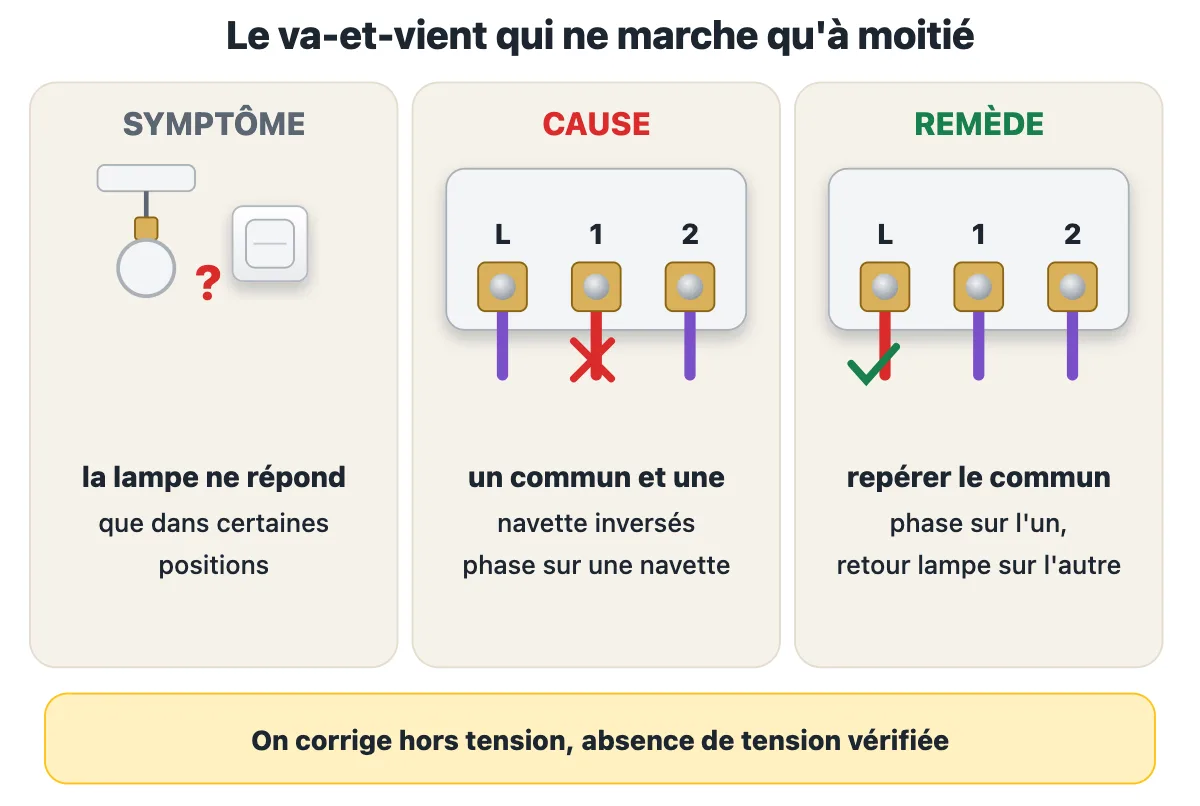 Le va-et-vient qui ne marche qu'à moitié
SYMPTÔME
?
la lampe ne répond
que dans certaines
positions
CAUSE
L 1 2
un commun et une
navette inversés
phase sur une navette
REMÈDE
L 1 2
repérer le commun
phase sur l'un,
retour lampe sur l'autre
On corrige hors tension, absence de tension vérifiée